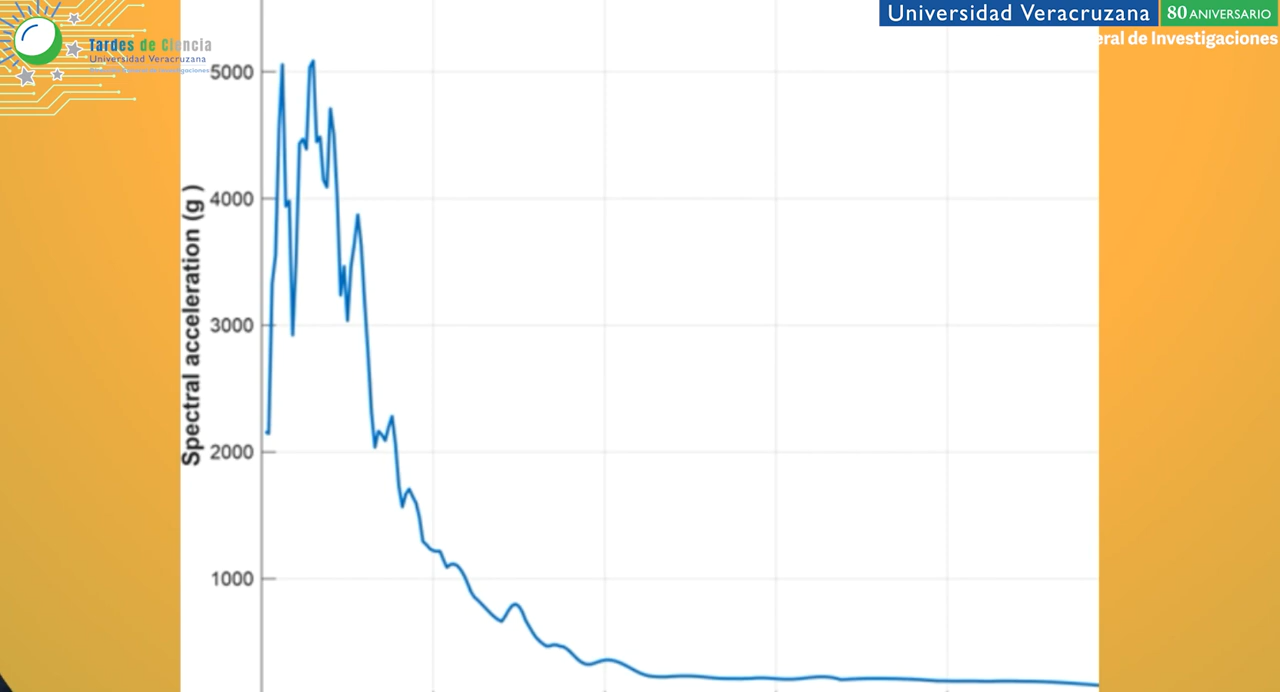 Universidad Veracruzana 80 ANIVERSARIO
eral de Investigaciones
Tardes de Ciencia
Universidad Veracruzana
5000
4000
3000
2000
1000
Spectral acceleration (g )